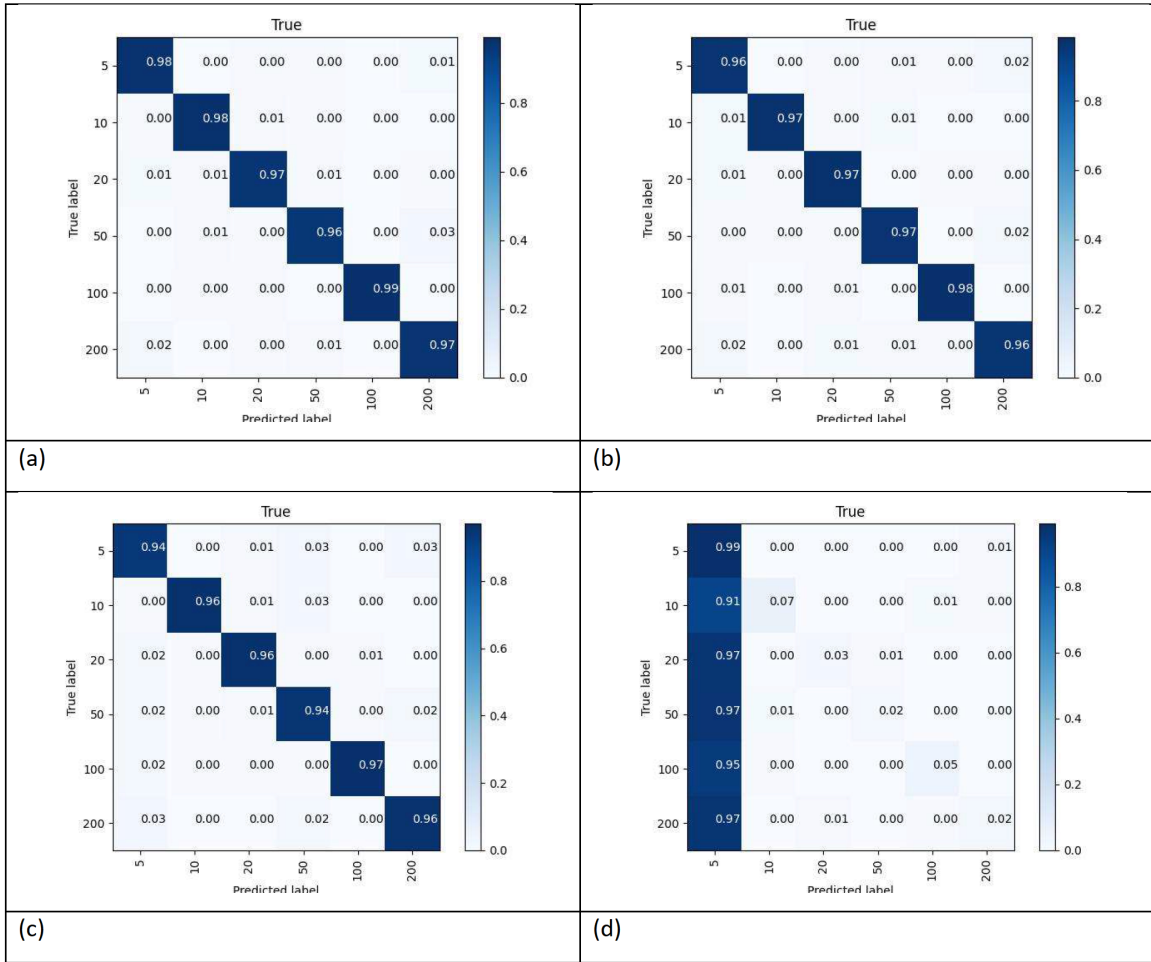 True
5 0.98 0.00 0.00 0.00 0.00 0.01 0.8
10 0.00 0.98 0.01 0.00 0.00 0.00
20 0.01 0.01 0.97 0.01 0.00 0.00 0.6
True label
50 0.00 0.01 0.00 0.96 0.00 0.03 0.4
100 0.00 0.00 0.00 0.00 0.99 0.00 0.2
200 0.02 0.00 0.00 0.01 0.00 0.97 0.0
5 10 20 50 100 200
Predicted label
(a)
True
5 0.96 0.00 0.00 0.01 0.00 0.02 0.8
10 0.01 0.97 0.00 0.01 0.00 0.00
20 0.01 0.00 0.97 0.00 0.00 0.00 0.6
True label
50 0.00 0.00 0.00 0.97 0.00 0.02 0.4
100 0.01 0.00 0.01 0.00 0.98 0.00 0.2
200 0.02 0.00 0.01 0.01 0.00 0.96 0.0
5 10 20 50 100 200
Predicted label
(b)
True
5 0.94 0.00 0.01 0.03 0.00 0.03 0.8
10 0.00 0.96 0.01 0.03 0.00 0.00
20 0.02 0.00 0.96 0.00 0.01 0.00 0.6
True label
50 0.02 0.00 0.01 0.94 0.00 0.02 0.4
100 0.02 0.00 0.00 0.00 0.97 0.00 0.2
200 0.03 0.00 0.00 0.02 0.00 0.96 0.0
5 10 20 50 100 200
Predicted label
(c)
True
5 0.99 0.00 0.00 0.00 0.00 0.01 0.8
10 0.91 0.07 0.00 0.00 0.01 0.00
20 0.97 0.00 0.03 0.01 0.00 0.00 0.6
True label
50 0.97 0.01 0.00 0.02 0.00 0.00 0.4
100 0.95 0.00 0.00 0.00 0.05 0.00 0.2
200 0.97 0.00 0.01 0.00 0.00 0.02 0.0
5 10 20 50 100 200
Predicted label
(d)